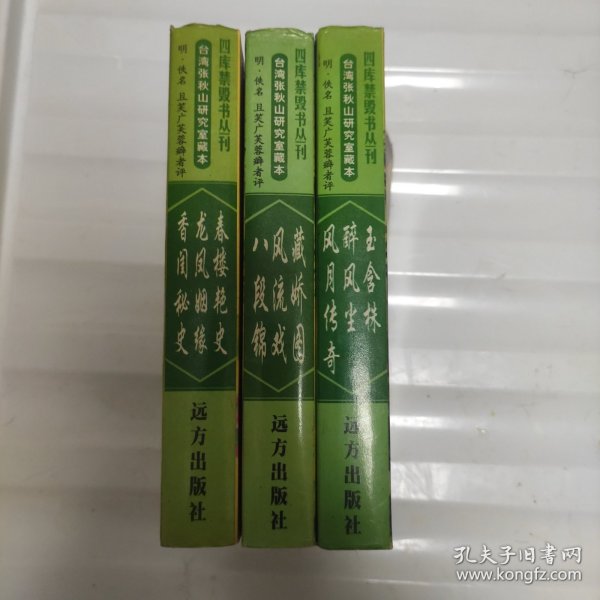 四库禁毁书丛刊
台湾张秋山研究室藏本
明·佚名 且笑广芙蓉癖者评
春楼艳史
龙凤姻缘
香闺秘史
远方出版社
四库禁毁书丛刊
台湾张秋山研究室藏本
明·佚名 且笑广芙蓉癖者评
藏娇图
风流戏
八段锦
远方出版社
四库禁毁书丛刊
台湾张秋山研究室藏本
明·佚名 且笑广芙蓉癖者评
玉含株
醉风尘
风月传奇
远方出版社
孔夫子旧书网
www.kongfz.com